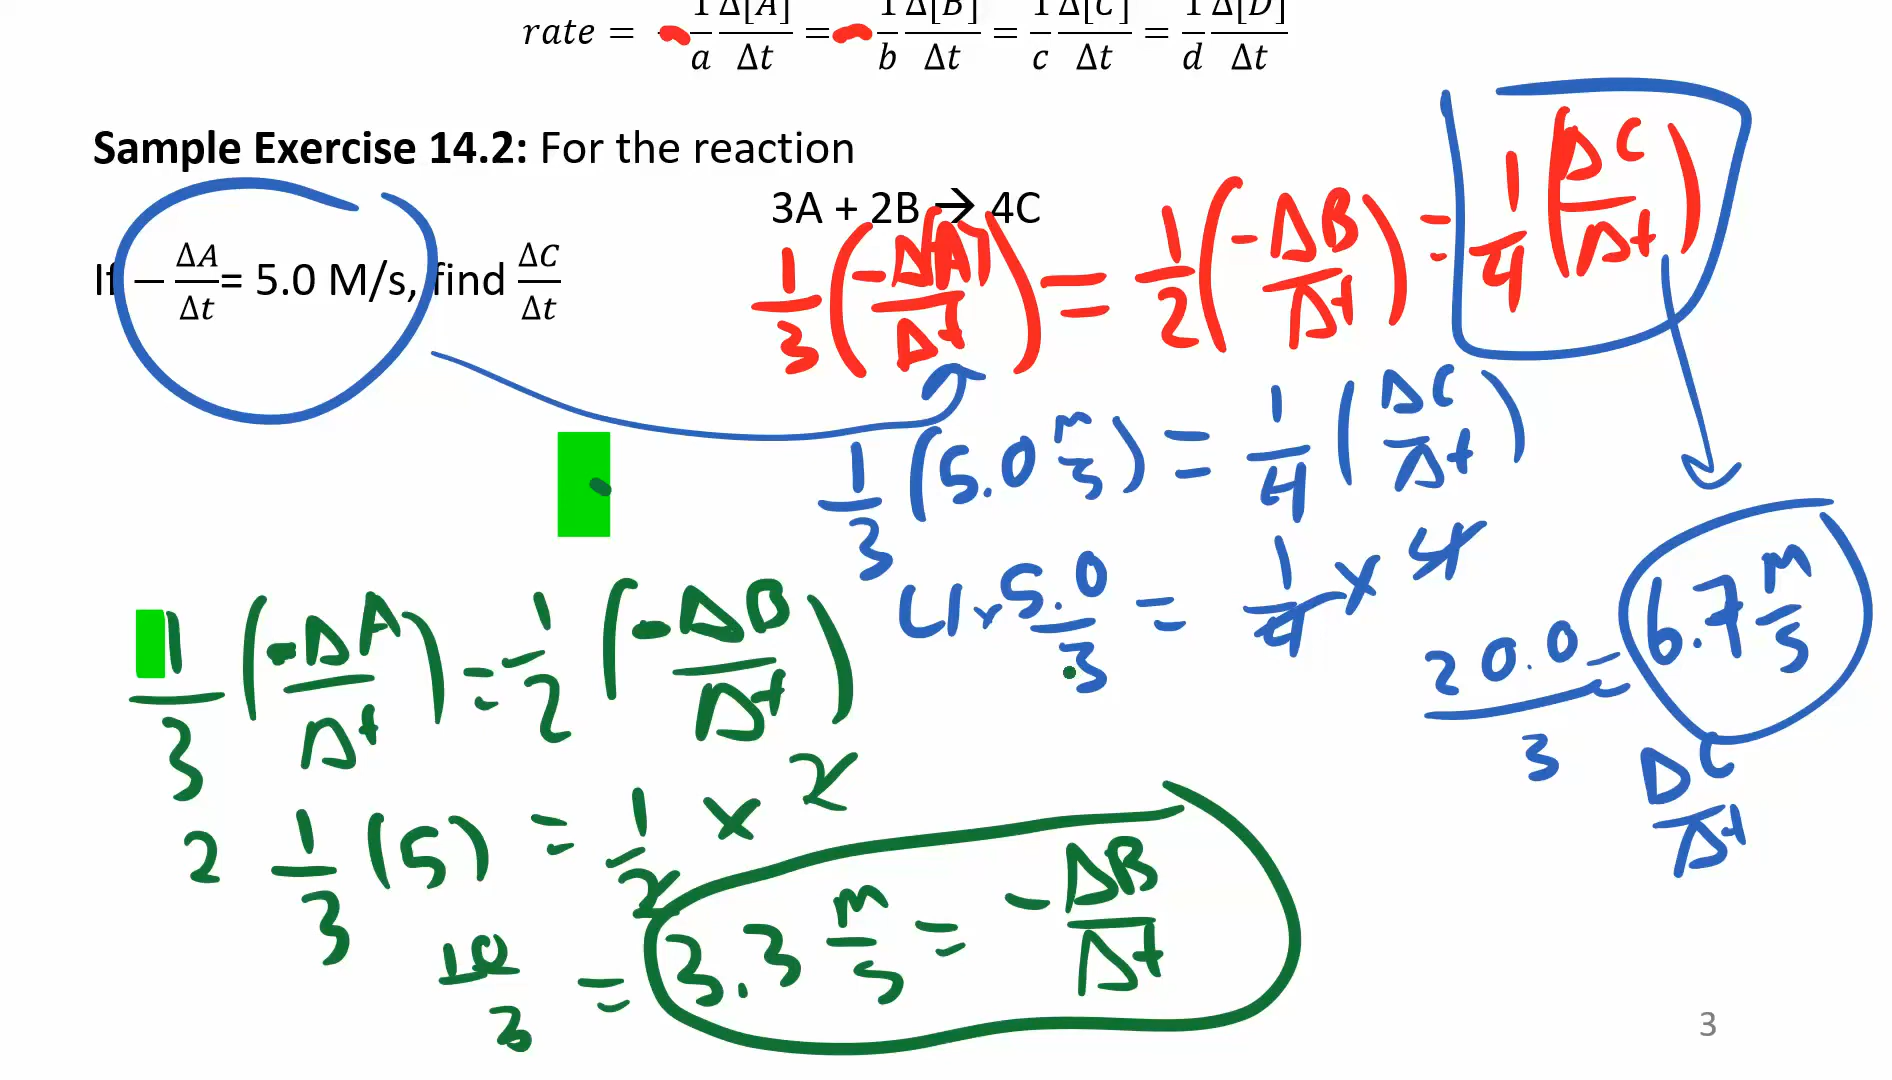 rate = - 1/a Δ[A]/Δt = - 1/b Δ[B]/Δt = 1/c Δ[C]/Δt = 1/d Δ[D]/Δt
Sample Exercise 14.2: For the reaction
3A + 2B → 4C
If − ΔA/Δt = 5.0 M/s, find ΔC/Δt
1/3 (-Δ[A]/Δt) = 1/2 (-ΔB/Δt) = 1/4 (ΔC/Δt)
1/3 (5.0 m/s) = 1/4 (ΔC/Δt)
4 x 5.0/3 = 1/4 x 4
20.0/3 = 6.7 m/s
ΔC/Δt
1/3 (-ΔA/Δt) = 1/2 (-ΔB/Δt)
2 1/3 (5) = 1/2 x 2
10/3 = 3.3 m/s = -ΔB/Δt
3